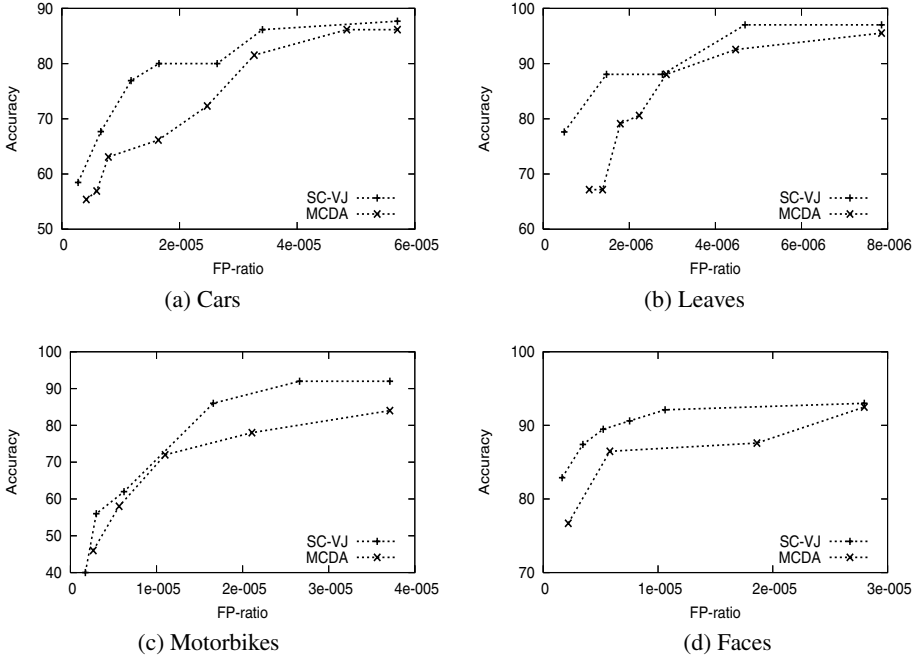 90
80
70
60
50
Accuracy
SC-VJ
MCDA
0
2e-005
4e-005
6e-005
FP-ratio
(a) Cars
100
90
80
70
60
Accuracy
SC-VJ
MCDA
0
2e-006
4e-006
6e-006
8e-006
FP-ratio
(b) Leaves
100
90
80
70
60
50
40
Accuracy
SC-VJ
MCDA
0
1e-005
2e-005
3e-005
4e-005
FP-ratio
(c) Motorbikes
100
90
80
70
Accuracy
SC-VJ
MCDA
0
1e-005
2e-005
3e-005
FP-ratio
(d) Faces